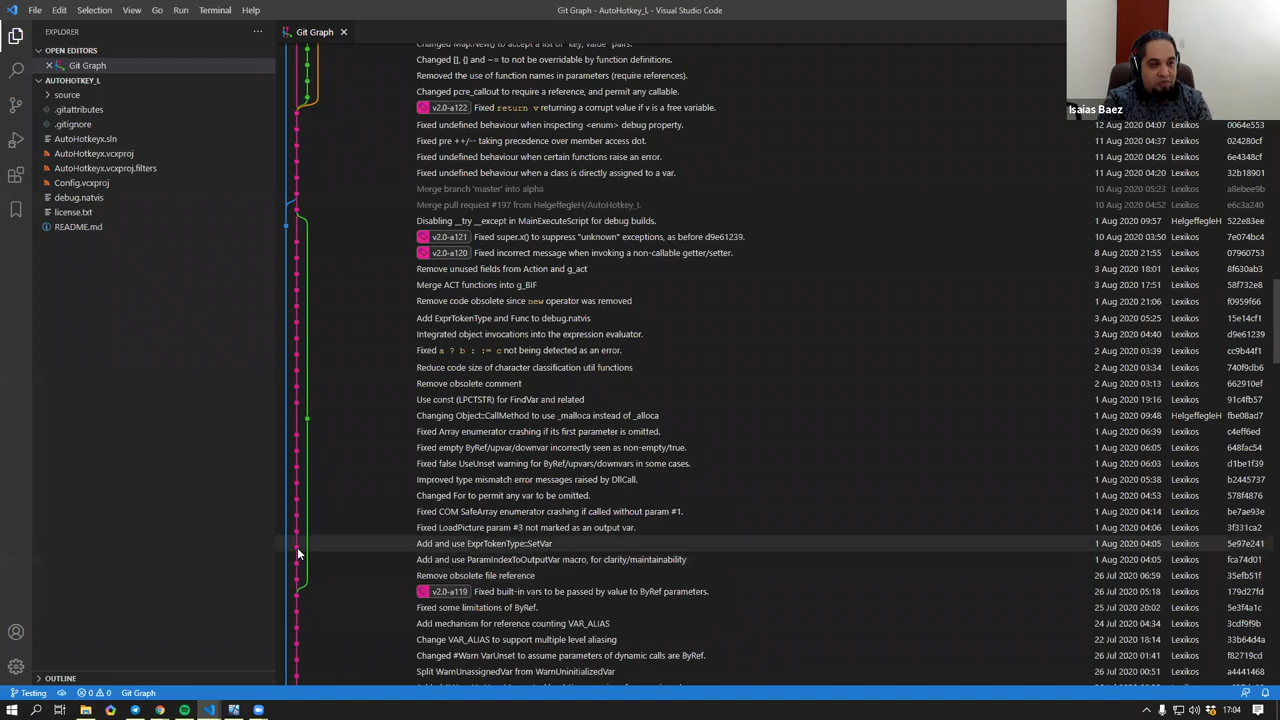 File Edit Selection View Go Run Terminal Help
Git Graph - AutoHotkey_L - Visual Studio Code
EXPLORER
Git Graph
OPEN EDITORS
Git Graph
AUTOHOTKEY_L
source
.gitattributes
.gitignore
AutoHotkeyx.sln
AutoHotkeyx.vcxproj
AutoHotkeyx.vcxproj.filters
Config.vcxproj
debug.natvis
license.txt
README.md
OUTLINE
Changed Map.New() to accept a list of "key, value" pairs.
Changed [], {} and ~= to not be overridable by function definitions.
Removed the use of function names in parameters (require references).
Changed pcre_callout to require a reference, and permit any callable.
v2.0-a122 Fixed return v returning a corrupt value if v is a free variable.
Fixed undefined behaviour when inspecting <enum> debug property. 12 Aug 2020 04:07 Lexikos 0064e553
Fixed pre ++/-- taking precedence over member access dot. 11 Aug 2020 04:37 Lexikos 024280cf
Fixed undefined behaviour when certain functions raise an error. 11 Aug 2020 04:26 Lexikos 6e4348cf
Fixed undefined behaviour when a class is directly assigned to a var. 11 Aug 2020 04:20 Lexikos 32b18901
Merge branch 'master' into alpha 10 Aug 2020 05:23 Lexikos a8ebee9b
Merge pull request #197 from HelgeffegleH/AutoHotkey_L 10 Aug 2020 05:20 Lexikos e6c3a240
Disabling __try __except in MainExecuteScript for debug builds. 1 Aug 2020 09:57 HelgeffegleH 522e83ee
v2.0-a121 Fixed super.x() to suppress "unknown" exceptions, as before d9e61239. 10 Aug 2020 03:50 Lexikos 7e074bc4
v2.0-a120 Fixed incorrect message when invoking a non-callable getter/setter. 8 Aug 2020 21:55 Lexikos 07960753
Remove unused fields from Action and g_act 3 Aug 2020 18:01 Lexikos 8f630ab3
Merge ACT functions into g_BIF 3 Aug 2020 17:51 Lexikos 58f732e8
Remove code obsolete since new operator was removed 1 Aug 2020 21:06 Lexikos f0959f66
Add ExprTokenType and Func to debug.natvis 3 Aug 2020 05:25 Lexikos 15e14cf1
Integrated object invocations into the expression evaluator. 3 Aug 2020 04:40 Lexikos d9e61239
Fixed a ? b : := c not being detected as an error. 2 Aug 2020 03:39 Lexikos cc9b44f1
Reduce code size of character classification util functions 2 Aug 2020 03:34 Lexikos 740f9db6
Remove obsolete comment 2 Aug 2020 03:13 Lexikos 662910ef
Use const (LPCTSTR) for FindVar and related 1 Aug 2020 19:16 Lexikos 91c4fb57
Changing Object::CallMethod to use _malloca instead of _alloca 1 Aug 2020 09:48 HelgeffegleH fbe08ad7
Fixed Array enumerator crashing if its first parameter is omitted. 1 Aug 2020 06:39 Lexikos c4eff6ed
Fixed empty ByRef/upvar/downvar incorrectly seen as non-empty/true. 1 Aug 2020 06:05 Lexikos 648fac54
Fixed false UseUnset warning for ByRef/upvars/downvars in some cases. 1 Aug 2020 06:03 Lexikos d1be1f39
Improved type mismatch error messages raised by DllCall. 1 Aug 2020 05:38 Lexikos b2445737
Changed For to permit any var to be omitted. 1 Aug 2020 04:53 Lexikos 578f4876
Fixed COM SafeArray enumerator crashing if called without param #1. 1 Aug 2020 04:14 Lexikos be7ae93e
Fixed LoadPicture param #3 not marked as an output var. 1 Aug 2020 04:06 Lexikos 3f331ca2
Add and use ExprTokenType::SetVar 1 Aug 2020 04:05 Lexikos 5e97e241
Add and use ParamIndexToOutputVar macro, for clarity/maintainability 1 Aug 2020 04:05 Lexikos fca74d01
Remove obsolete file reference 26 Jul 2020 06:59 Lexikos 35efb51f
v2.0-a119 Fixed built-in vars to be passed by value to ByRef parameters. 26 Jul 2020 05:18 Lexikos 179d27fd
Fixed some limitations of ByRef. 25 Jul 2020 20:02 Lexikos 5e3f4a1c
Add mechanism for reference counting VAR_ALIAS 24 Jul 2020 04:34 Lexikos 3cdf9f9b
Change VAR_ALIAS to support multiple level aliasing 22 Jul 2020 18:14 Lexikos 33b64d4a
Changed #Warn VarUnset to assume parameters of dynamic calls are ByRef. 26 Jul 2020 01:41 Lexikos f82719cd
Split WarnUnassignedVar from WarnUninitializedVar 26 Jul 2020 00:51 Lexikos a4441468
Isaias Baez
Testing 0 0 Git Graph
17:04